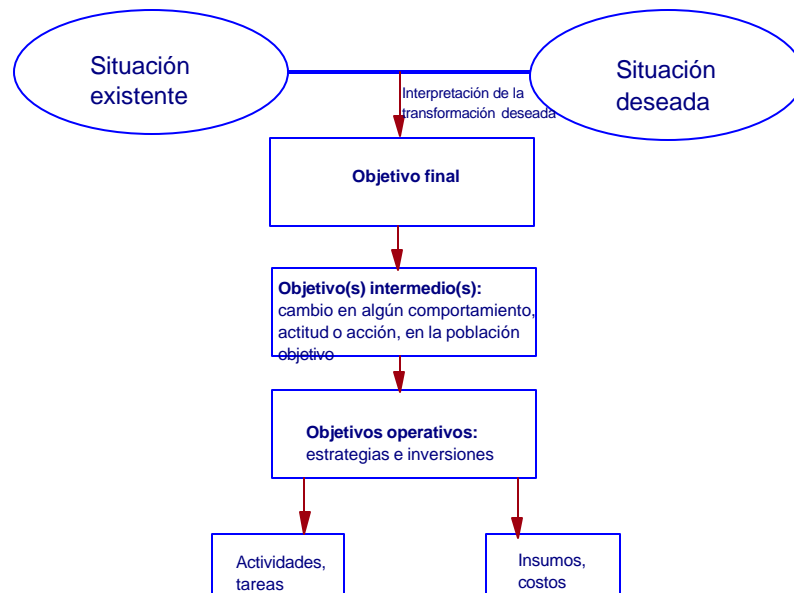 Situación
existente
Situación
deseada
Interpretación de la
transformación deseada
Objetivo final
Objetivo(s) intermedio(s):
cambio en algún comportamiento,
actitud o acción, en la población
objetivo
Objetivos operativos:
estrategias e inversiones
Actividades,
tareas
Insumos,
costos